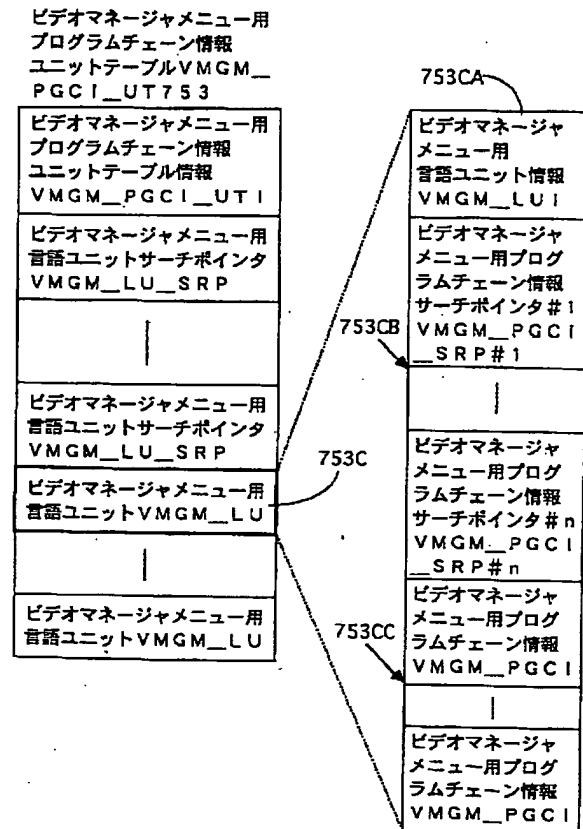 ビデオマネージャメニュー用
プログラムチェーン情報
ユニットテーブルVMGM__
PGCI__UT753
ビデオマネージャメニュー用
プログラムチェーン情報
ユニットテーブル情報
VMGM__PGCI__UTI
ビデオマネージャメニュー用
言語ユニットサーチポインタ
VMGM__LU__SRP
ビデオマネージャメニュー用
言語ユニットサーチポインタ
VMGM__LU__SRP
ビデオマネージャメニュー用
言語ユニットVMGM__LU
ビデオマネージャメニュー用
言語ユニットVMGM__LU
753C
753CA
ビデオマネージャ
メニュー用
言語ユニット情報
VMGM__LUI
ビデオマネージャ
メニュー用プログ
ラムチェーン情報
サーチポインタ#1
VMGM__PGCI
__SRP#1
753CB
ビデオマネージャ
メニュー用プログ
ラムチェーン情報
サーチポインタ#n
VMGM__PGCI
__SRP#n
ビデオマネージャ
メニュー用プログ
ラムチェーン情報
VMGM__PGCI
753CC
ビデオマネージャ
メニュー用プログ
ラムチェーン情報
VMGM__PGCI